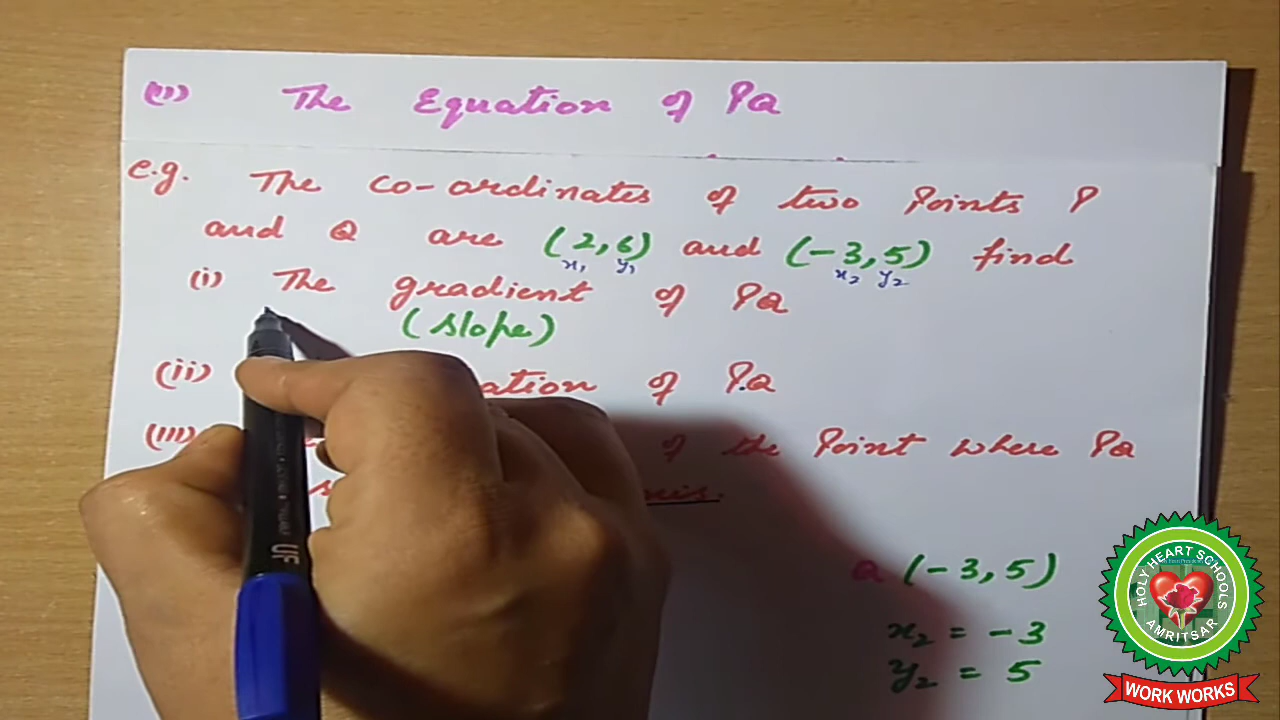 (ii) The Equation of PQ
e.g. The co-ordinates of two Points P
and Q are (2,6) and (-3,5) find
x₁ y₁ x₂ y₂
(i) The gradient of PQ
(slope)
(ii) ation of P.Q
(iii) of the Point where PQ
Q (-3,5)
x₂ = -3
y₂ = 5
UF
HOLY HEART SCHOOLS
AMRITSAR
WORK WORKS